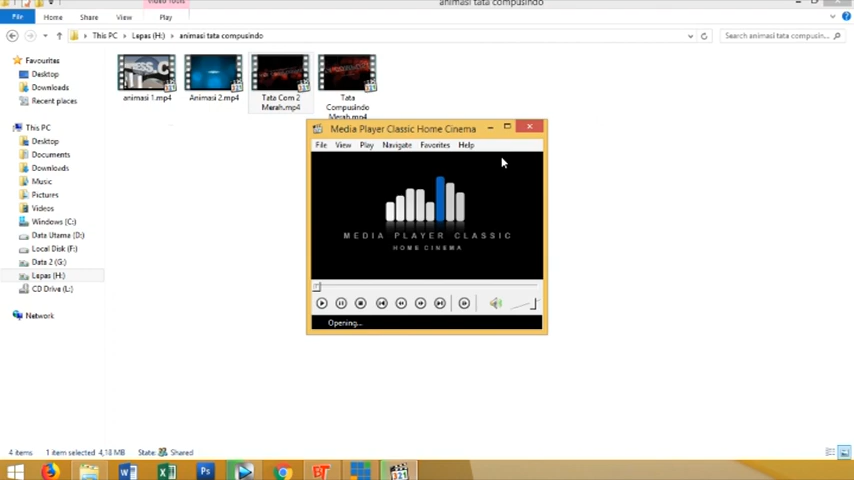 Video Tools
animasi tata compusindo
File Home Share View Play
This PC Lepas (H:) animasi tata compusindo
Search animasi tata compusin...
Favourites
Desktop
Downloads
Recent places
This PC
Desktop
Documents
Downloads
Music
Pictures
Videos
Windows (C:)
Data Utama (D:)
Local Disk (F:)
Data 2 (G:)
Lepas (H:)
CD Drive (L:)
Network
animasi 1.mp4
Animasi 2.mp4
Tata Com 2
Merah.mp4
Tata
Compusindo
Merah.mp4
Media Player Classic Home Cinema
File View Play Navigate Favorites Help
MEDIA PLAYER CLASSIC
HOME CINEMA
Opening...
4 items 1 item selected 4,18 MB State: Shared